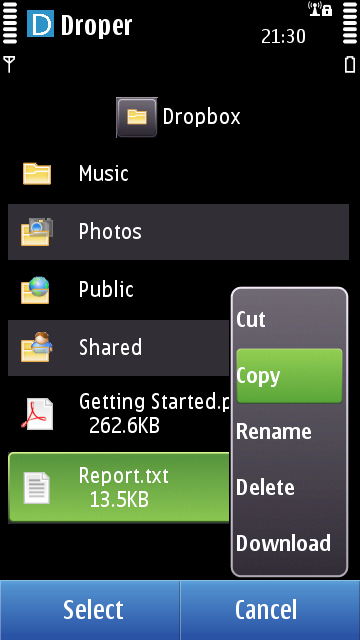 D Droper
21:30
Dropbox
Music
Photos
Public
Shared
Getting Started.p
262.6KB
Report.txt
13.5KB
Cut
Copy
Rename
Delete
Download
Select
Cancel